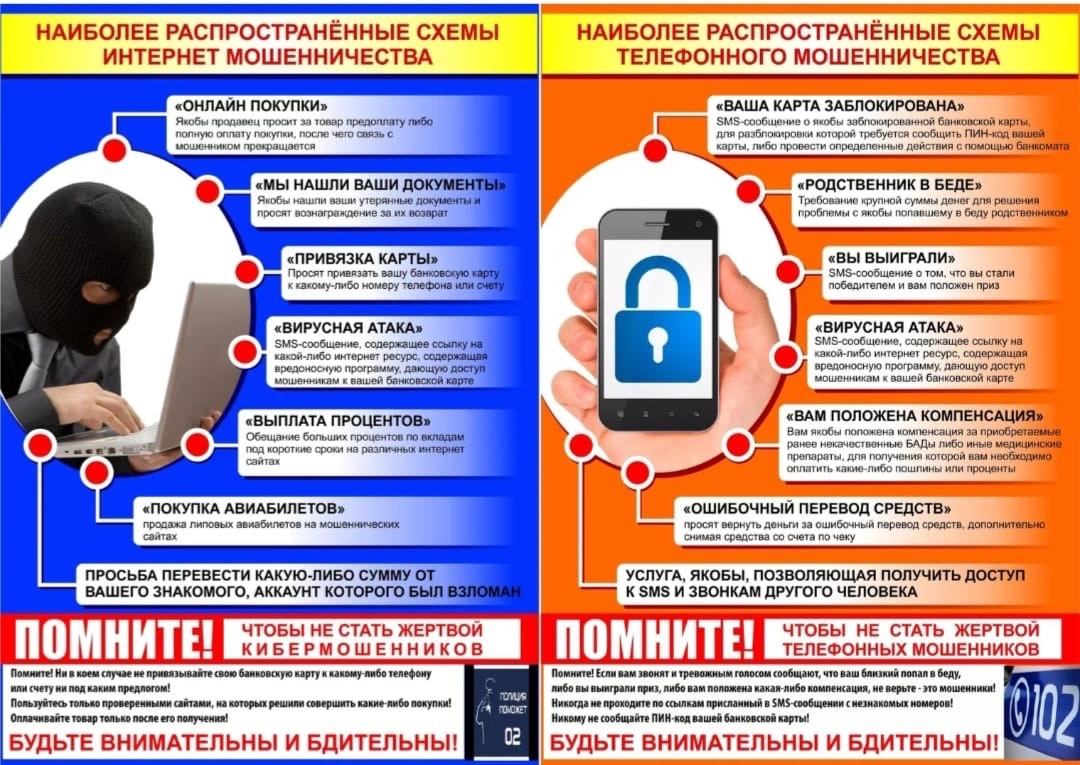 НАИБОЛЕЕ РАСПРОСТРАНЁННЫЕ СХЕМЫ
ИНТЕРНЕТ МОШЕННИЧЕСТВА
«ОНЛАЙН ПОКУПКИ»
Якобы продавец просит за товар предоплату либо
полную оплату покупки, после чего связь с
мошенником прекращается
«МЫ НАШЛИ ВАШИ ДОКУМЕНТЫ»
Якобы нашли ваши утерянные документы и
просят вознаграждение за их возврат
«ПРИВЯЗКА КАРТЫ»
Просят привязать вашу банковскую карту
к какому-либо номеру телефона или счету
«ВИРУСНАЯ АТАКА»
SMS-сообщение, содержащее ссылку на
какой-либо интернет ресурс, содержащая
вредоносную программу, дающую доступ
мошенникам к вашей банковской карте
«ВЫПЛАТА ПРОЦЕНТОВ»
Обещание больших процентов по вкладам
под короткие сроки на различных интернет
сайтах
«ПОКУПКА АВИАБИЛЕТОВ»
продажа липовых авиабилетов на мошеннических
сайтах
ПРОСЬБА ПЕРЕВЕСТИ КАКУЮ-ЛИБО СУММУ ОТ
ВАШЕГО ЗНАКОМОГО, АККАУНТ КОТОРОГО БЫЛ ВЗЛОМАН
ПОМНИТЕ!
ЧТОБЫ НЕ СТАТЬ ЖЕРТВОЙ
КИБЕРМОШЕННИКОВ
Помните! Ни в коем случае не привязывайте свою банковскую карту к какому-либо телефону
или счету ни под каким предлогом!
Пользуйтесь только проверенными сайтами, на которых решили совершить какие-либо покупки!
Оплачивайте товар только после его получения!
БУДЬТЕ ВНИМАТЕЛЬНЫ И БДИТЕЛЬНЫ!
ПОЛИЦИЯ
ПОМОЖЕТ
02
НАИБОЛЕЕ РАСПРОСТРАНЁННЫЕ СХЕМЫ
ТЕЛЕФОННОГО МОШЕННИЧЕСТВА
«ВАША КАРТА ЗАБЛОКИРОВАНА»
SMS-сообщение о якобы заблокированной банковской карты,
для разблокировки которой требуется сообщить ПИН-код вашей
карты, либо провести определенные действия с помощью банкомата
«РОДСТВЕННИК В БЕДЕ»
Требование крупной суммы денег для решения
проблемы с якобы попавшему в беду родственником
«ВЫ ВЫИГРАЛИ»
SMS-сообщение о том, что вы стали
победителем и вам положен приз
«ВИРУСНАЯ АТАКА»
SMS-сообщение, содержащее ссылку на
какой-либо интернет ресурс, содержащая
вредоносную программу, дающую доступ
мошенникам к вашей банковской карте
«ВАМ ПОЛОЖЕНА КОМПЕНСАЦИЯ»
Вам якобы положена компенсация за приобретаемые
ранее некачественные БАДы либо иные медицинские
препараты, для получения которой вам необходимо
оплатить какие-либо пошлины или проценты
«ОШИБОЧНЫЙ ПЕРЕВОД СРЕДСТВ»
просят вернуть деньги за ошибочный перевод средств, дополнительно
снимая средства со счета по чеку
УСЛУГА, ЯКОБЫ, ПОЗВОЛЯЮЩАЯ ПОЛУЧИТЬ ДОСТУП
К SMS И ЗВОНКАМ ДРУГОГО ЧЕЛОВЕКА
ПОМНИТЕ!
ЧТОБЫ НЕ СТАТЬ ЖЕРТВОЙ
ТЕЛЕФОННЫХ МОШЕННИКОВ
Помните! Если вам звонят и тревожным голосом сообщают, что ваш близкий попал в беду,
либо вы выиграли приз, либо вам положена какая-либо компенсация, не верьте - это мошенники!
Никогда не проходите по ссылкам присланный в SMS-сообщении с незнакомых номеров!
Никому не сообщайте ПИН-код вашей банковской карты!
БУДЬТЕ ВНИМАТЕЛЬНЫ И БДИТЕЛЬНЫ!
102